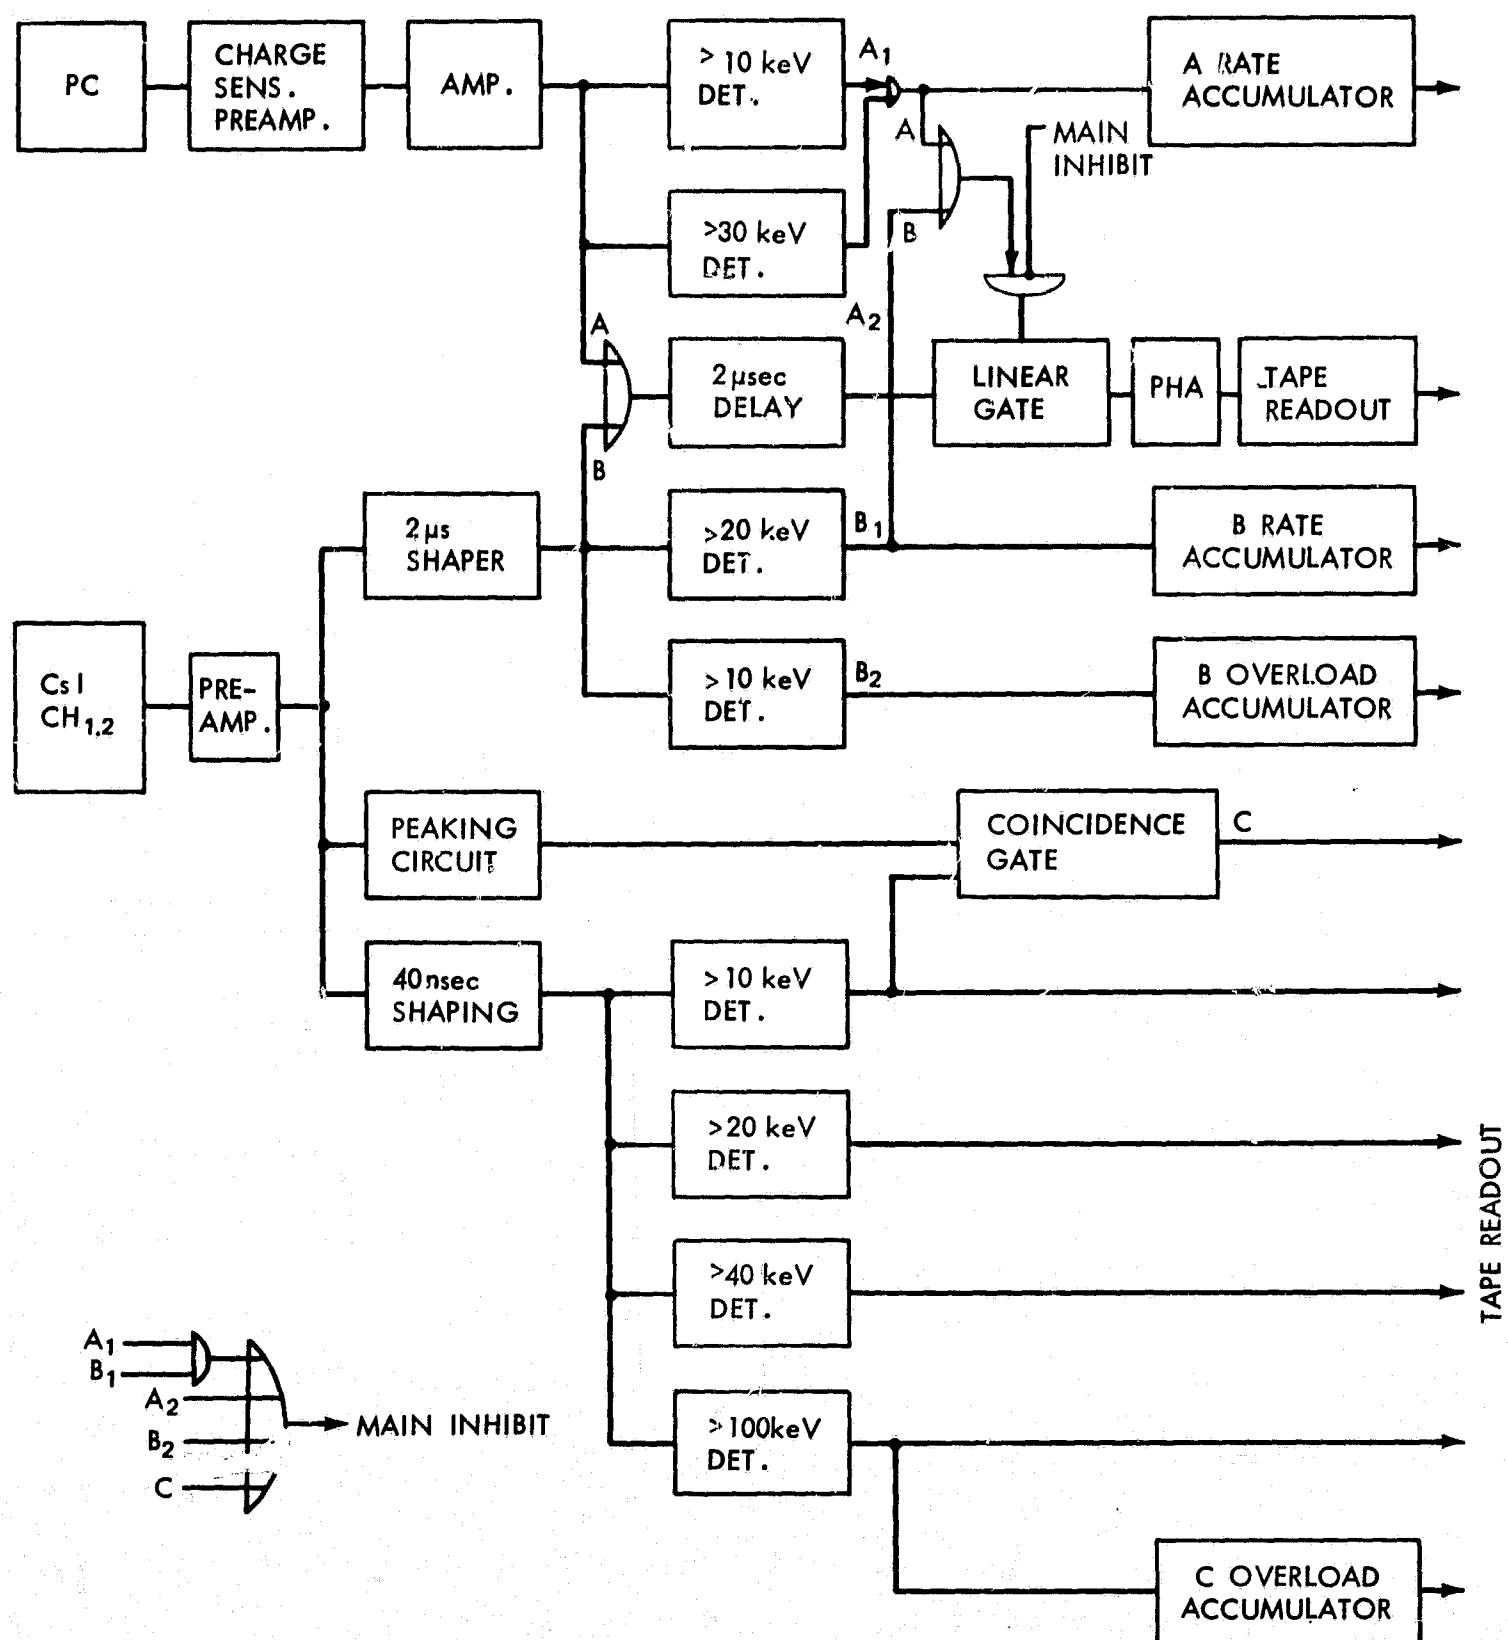 PC
CHARGE
SENS.
PREAMP.
AMP.
> 10 keV
DET.
A1
A RATE
ACCUMULATOR
A
MAIN
INHIBIT
>30 keV
DET.
B
A2
A
2 µsec
DELAY
LINEAR
GATE
PHA
TAPE
READOUT
B
2 µs
SHAPER
>20 keV
DET.
B1
B RATE
ACCUMULATOR
CsI
CH1,2
PRE-
AMP.
>10 keV
DET.
B2
B OVERLOAD
ACCUMULATOR
PEAKING
CIRCUIT
COINCIDENCE
GATE
C
40 nsec
SHAPING
>10 keV
DET.
>20 keV
DET.
>40 keV
DET.
TAPE READOUT
A1
B1
A2
B2
C
MAIN INHIBIT
>100keV
DET.
C OVERLOAD
ACCUMULATOR